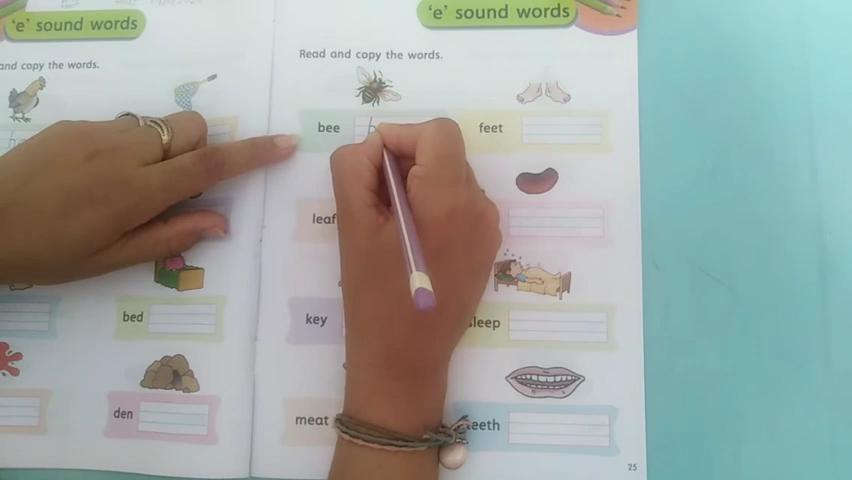 'e' sound words
and copy the words.
bed
den
'e' sound words
Read and copy the words.
bee
b
feet
leaf
key
sleep
meat
teeth
25